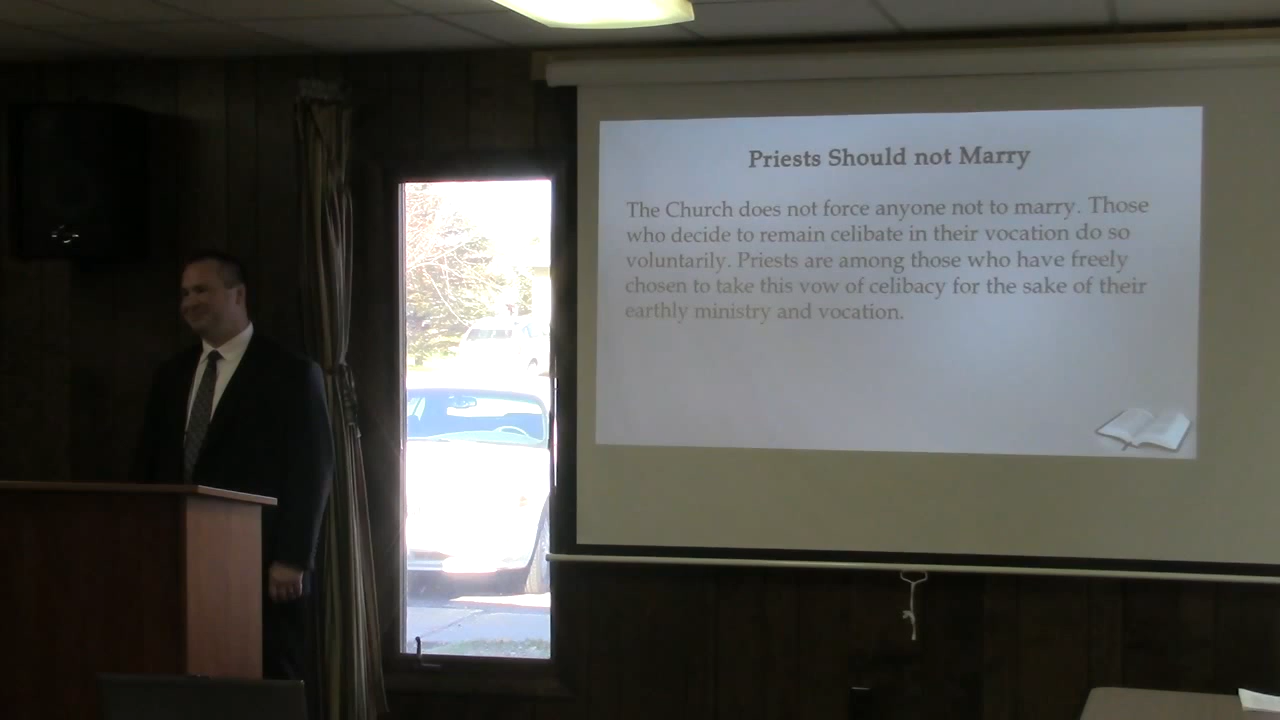 Priests Should not Marry
The Church does not force anyone not to marry. Those
who decide to remain celibate in their vocation do so
voluntarily. Priests are among those who have freely
chosen to take this vow of celibacy for the sake of their
earthly ministry and vocation.